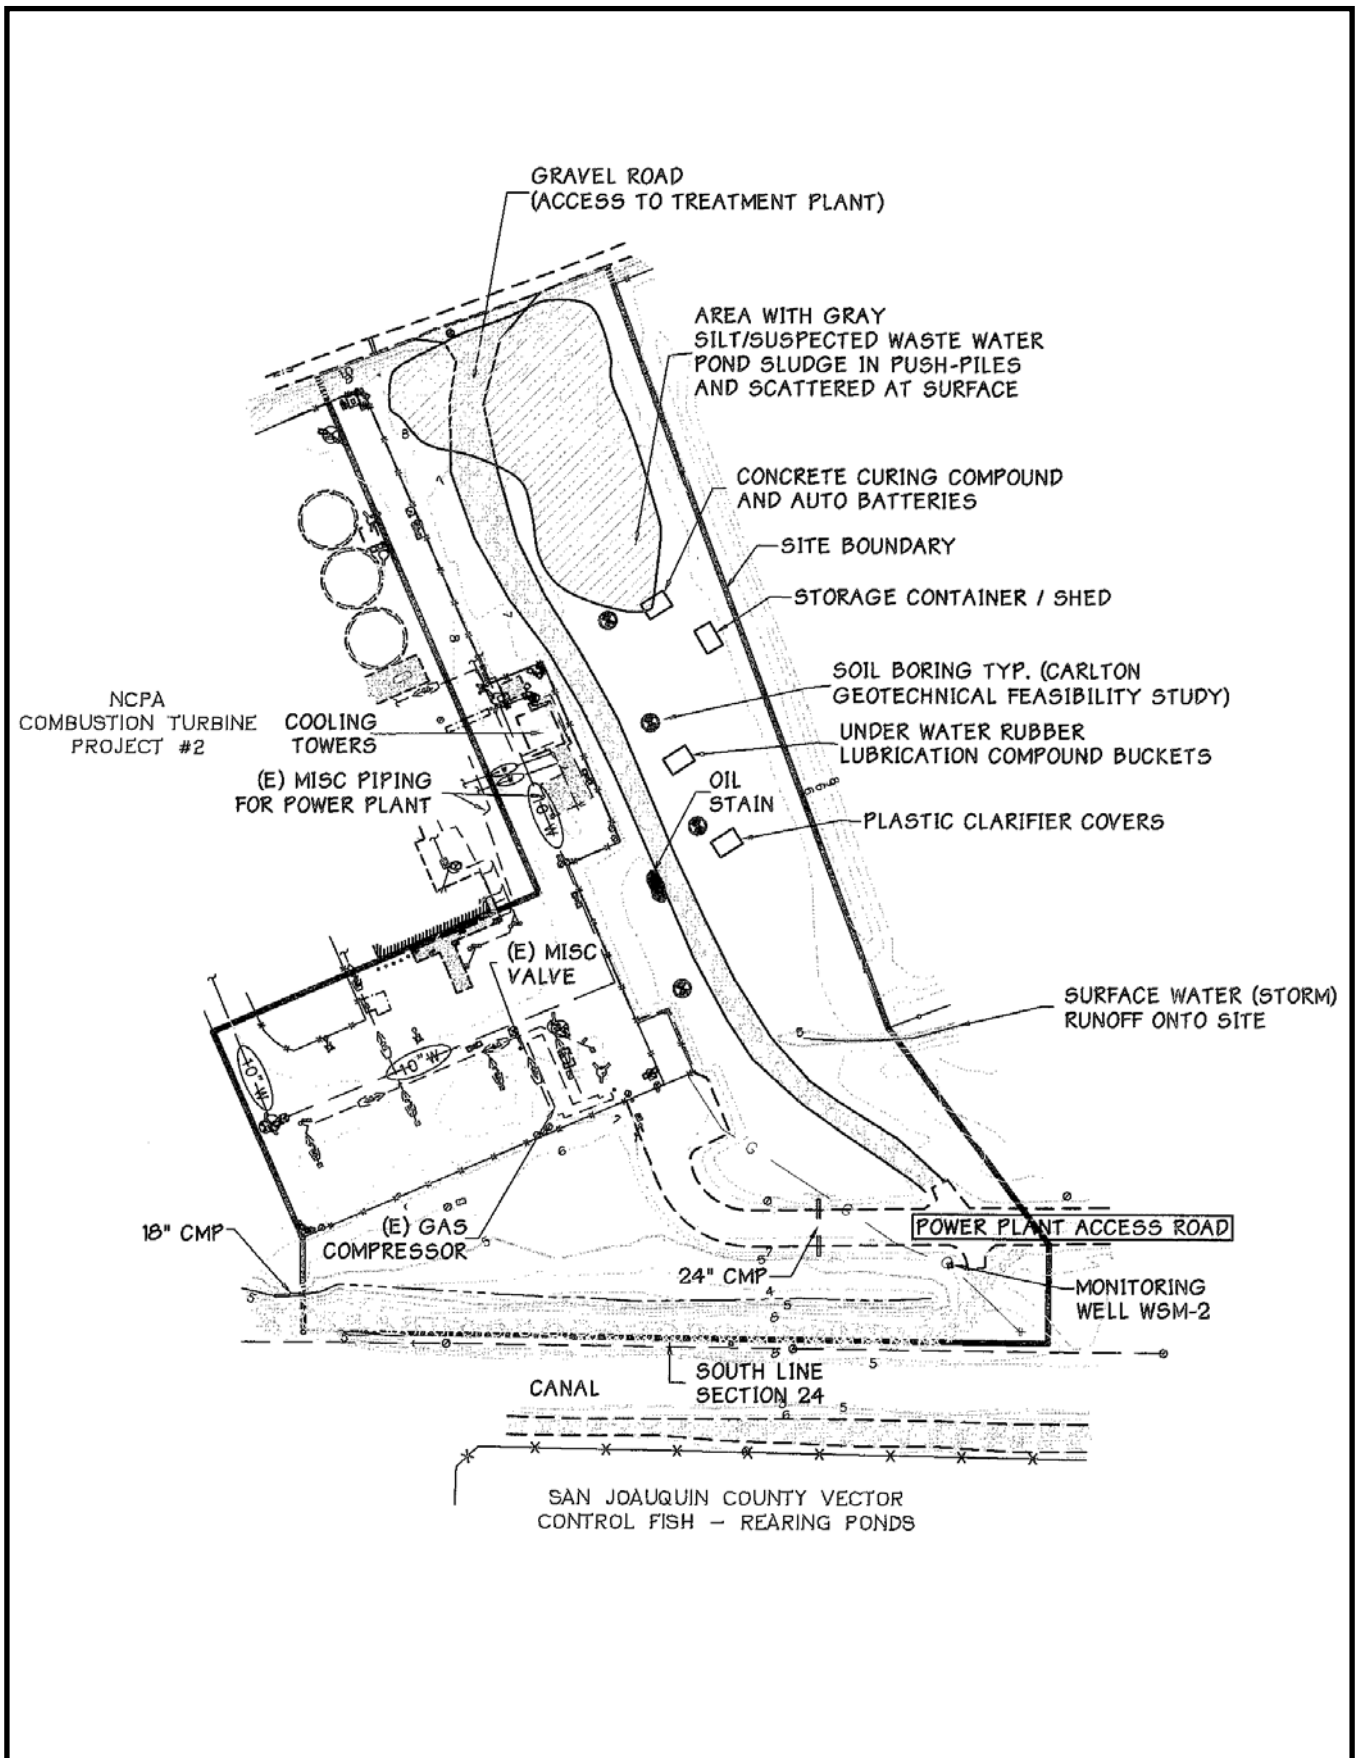 GRAVEL ROAD
(ACCESS TO TREATMENT PLANT)
AREA WITH GRAY
SILT/SUSPECTED WASTE WATER
POND SLUDGE IN PUSH-PILES
AND SCATTERED AT SURFACE
CONCRETE CURING COMPOUND
AND AUTO BATTERIES
SITE BOUNDARY
STORAGE CONTAINER / SHED
SOIL BORING TYP. (CARLTON
GEOTECHNICAL FEASIBILITY STUDY)
NCPA
COMBUSTION TURBINE
PROJECT #2
COOLING
TOWERS
UNDER WATER RUBBER
LUBRICATION COMPOUND BUCKETS
(E) MISC PIPING
FOR POWER PLANT
OIL
STAIN
10"W
PLASTIC CLARIFIER COVERS
(E) MISC
VALVE
SURFACE WATER (STORM)
RUNOFF ONTO SITE
10"W
10"W
18" CMP
(E) GAS
COMPRESSOR
POWER PLANT ACCESS ROAD
24" CMP
MONITORING
WELL WSM-2
SOUTH LINE
SECTION 24
CANAL
SAN JOAUQUIN COUNTY VECTOR
CONTROL FISH - REARING PONDS